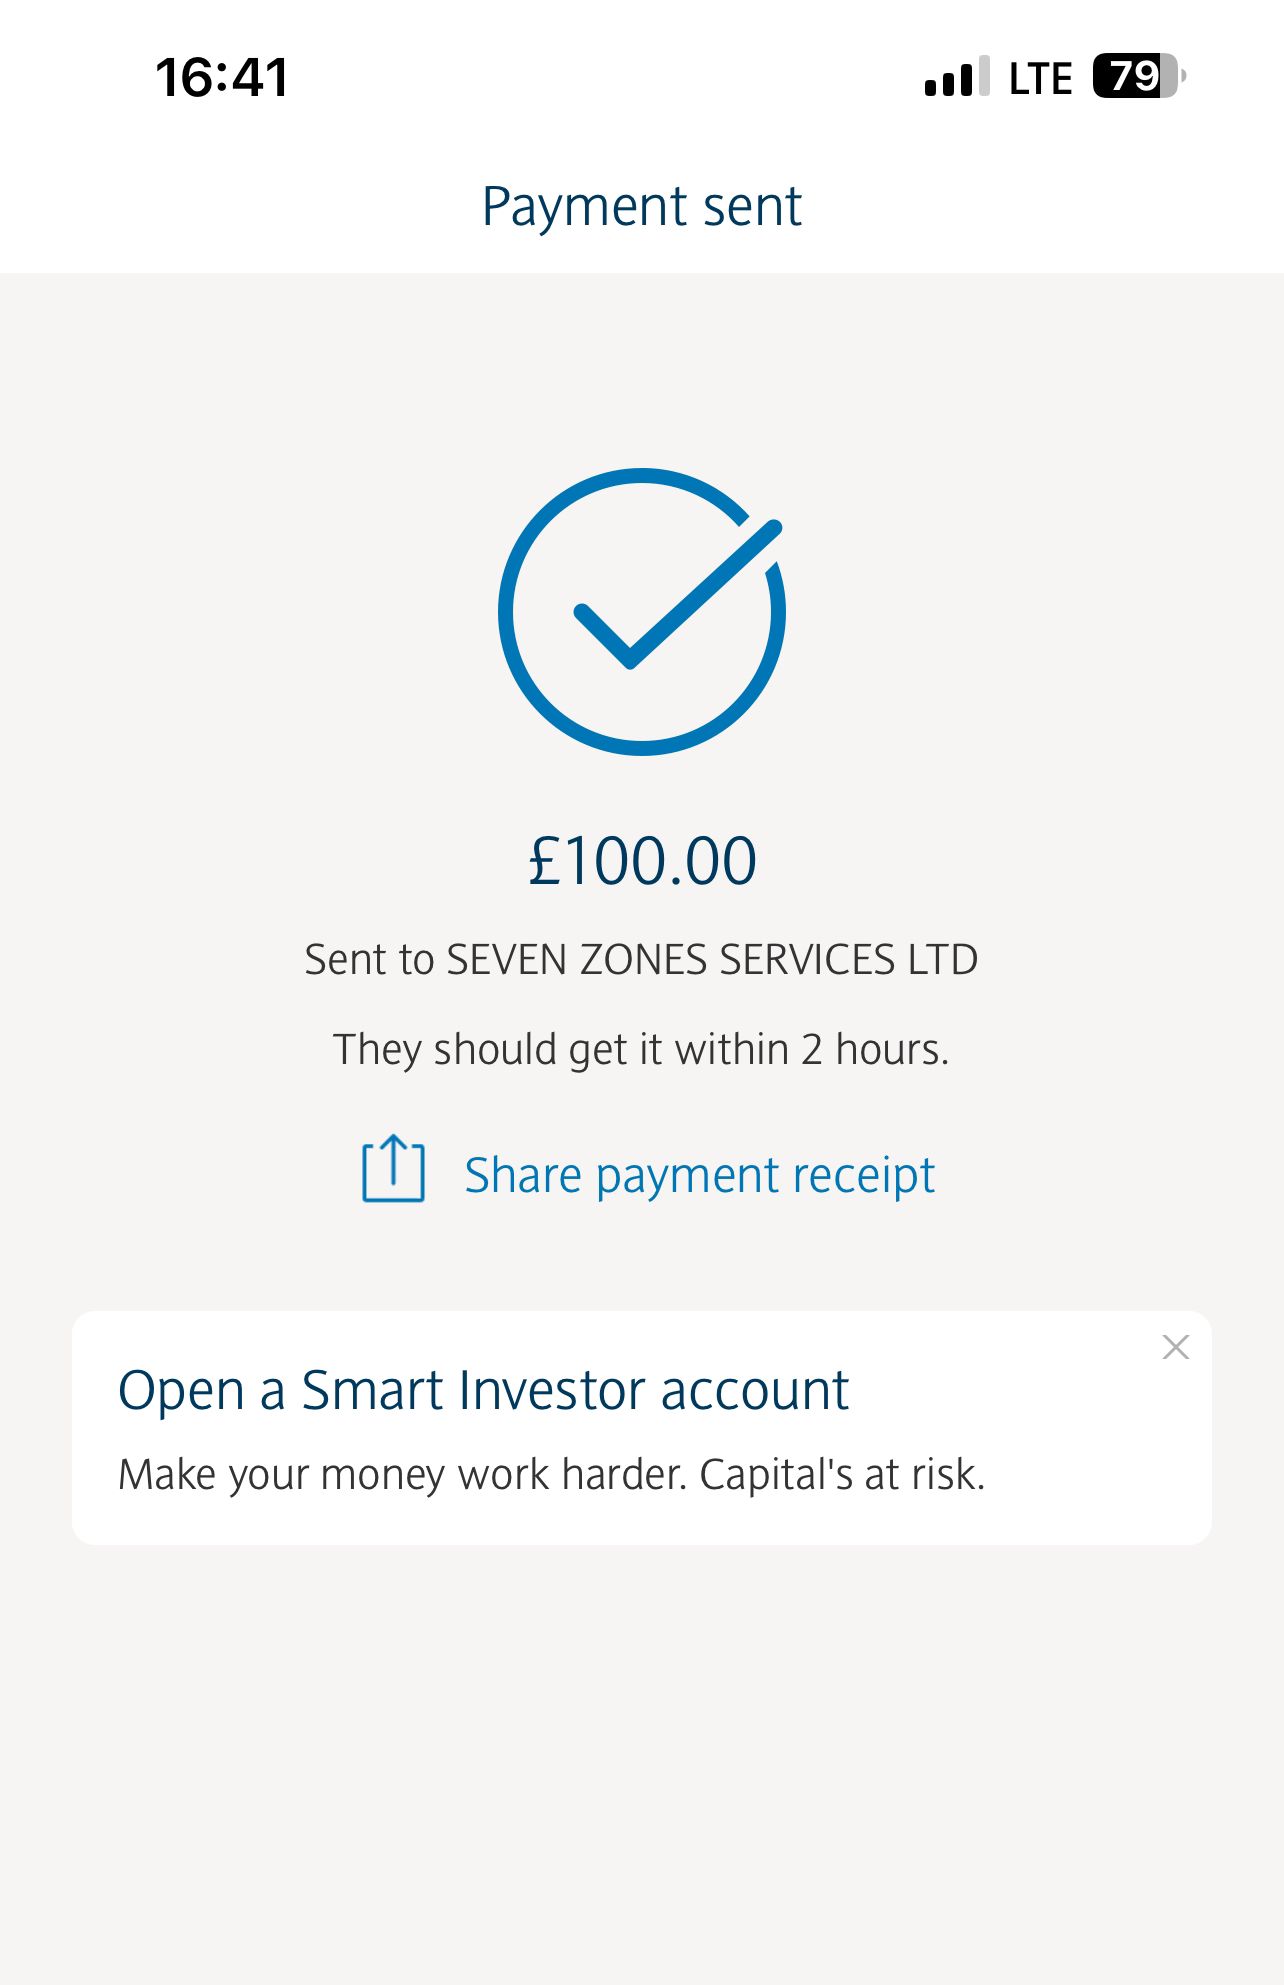 16:41
LTE 79
Payment sent
£100.00
Sent to SEVEN ZONES SERVICES LTD
They should get it within 2 hours.
Share payment receipt
Open a Smart Investor account
Make your money work harder. Capital's at risk.